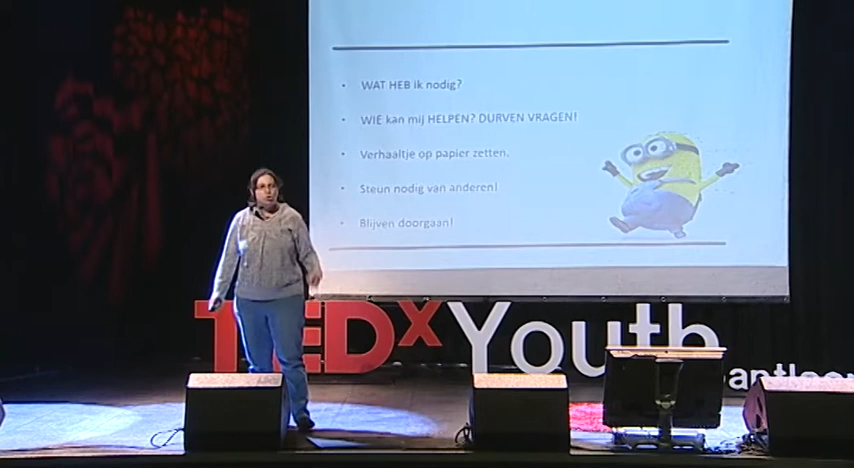 WAT HEB ik nodig?
WIE kan mij HELPEN? DURVEN VRAGEN!
Verhaaltje op papier zetten.
Steun nodig van anderen!
Blijven doorgaan!
TEDx Youth